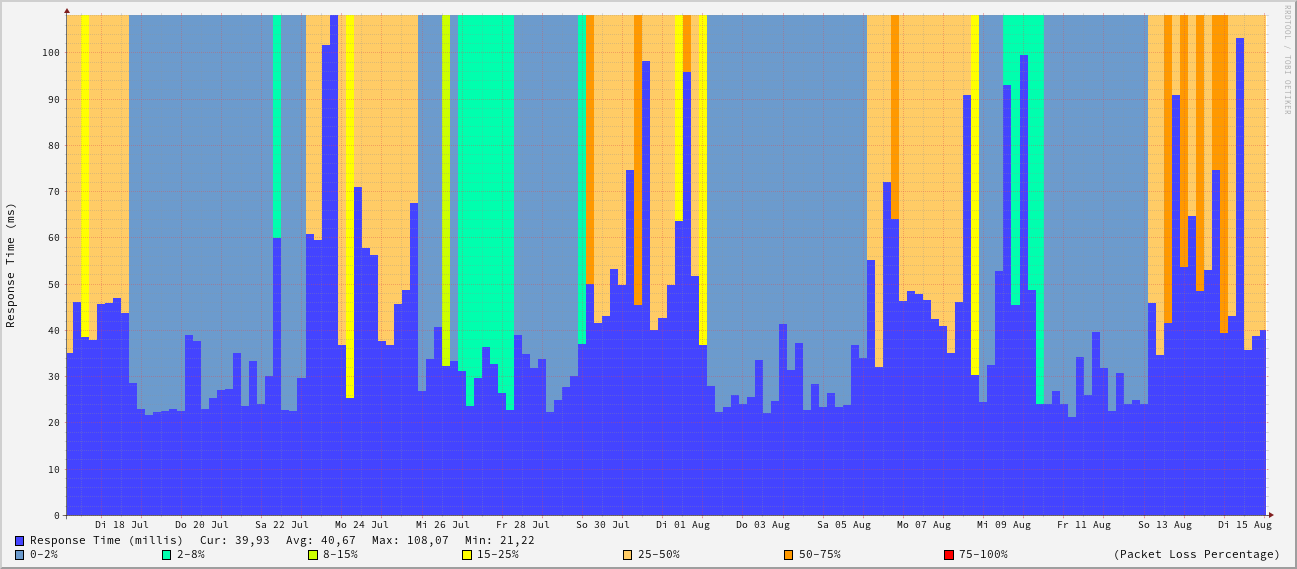 RRDTOOL / TOBI OETIKER
Response Time (ms)
100
90
80
70
60
50
40
30
20
10
0
Di 18 Jul Do 20 Jul Sa 22 Jul Mo 24 Jul Mi 26 Jul Fr 28 Jul So 30 Jul Di 01 Aug Do 03 Aug Sa 05 Aug Mo 07 Aug Mi 09 Aug Fr 11 Aug So 13 Aug Di 15 Aug
Response Time (millis) Cur: 39,93 Avg: 40,67 Max: 108,07 Min: 21,22
0-2% 2-8% 8-15% 15-25% 25-50% 50-75% 75-100% (Packet Loss Percentage)